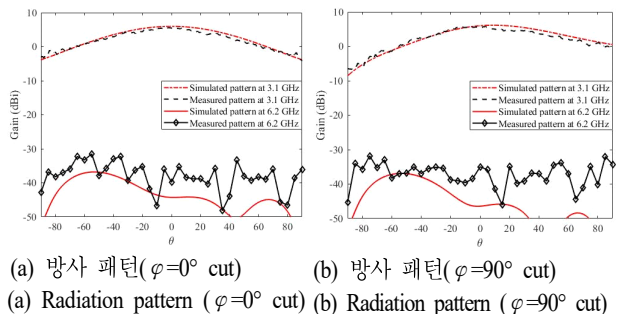 10
0
-10
-20
-30
-40
-50
Gain (dBi)
-80 -60 -40 -20 0 20 40 60 80
θ
Simulated pattern at 3.1 GHz
Measured pattern at 3.1 GHz
Simulated pattern at 6.2 GHz
Measured pattern at 6.2 GHz
10
0
-10
-20
-30
-40
-50
Gain (dBi)
-80 -60 -40 -20 0 20 40 60 80
θ
Simulated pattern at 3.1 GHz
Measured pattern at 3.1 GHz
Simulated pattern at 6.2 GHz
Measured pattern at 6.2 GHz
(a) 방사 패턴(φ=0° cut)
(b) 방사 패턴(φ=90° cut)
(a) Radiation pattern (φ=0° cut)
(b) Radiation pattern (φ=90° cut)